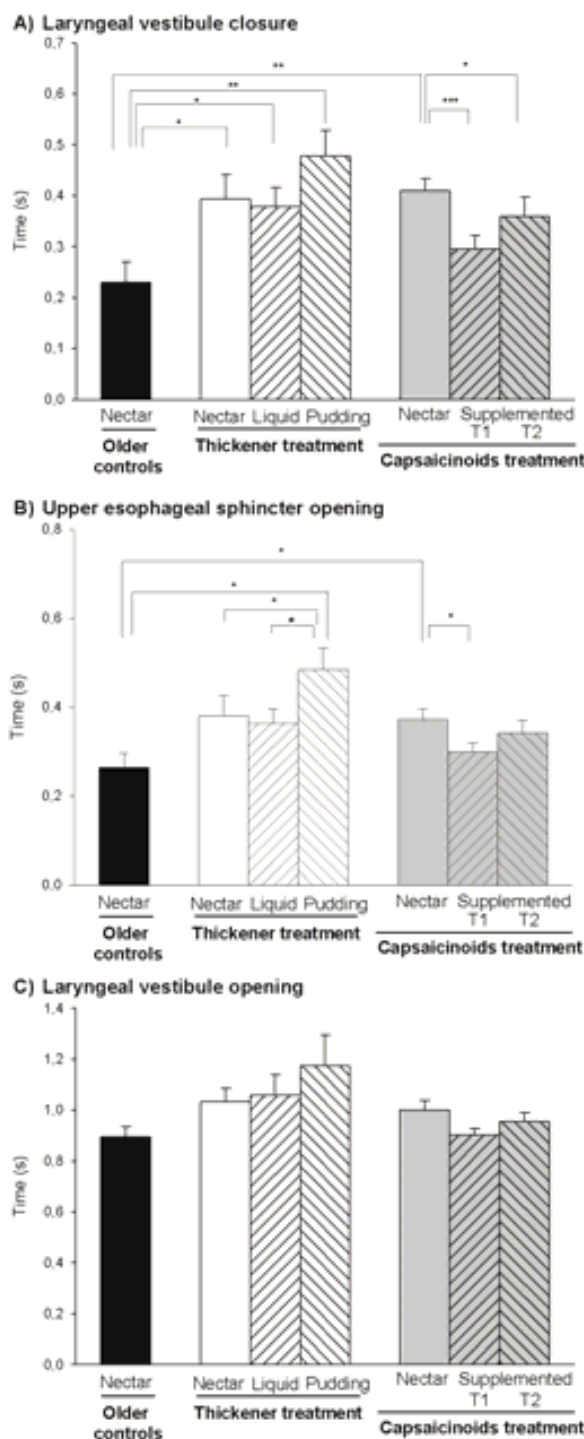 A) Laryngeal vestibule closure
0,7
** *
0,6
** ***
*
0,5
*
0,4
Time (s)
0,3
0,2
0,1
0,0
Nectar Nectar Liquid Pudding Nectar Supplemented
T1 T2
Older controls Thickener treatment Capsaicinoids treatment
B) Upper esophageal sphincter opening
0,8
*
*
0,6
* *
*
0,4
Time (s)
0,2
0,0
Nectar Nectar Liquid Pudding Nectar Supplemented
T1 T2
Older controls Thickener treatment Capsaicinoids treatment
C) Laryngeal vestibule opening
1,4
1,2
1,0
0,8
Time (s)
0,6
0,4
0,2
0,0
Nectar Nectar Liquid Pudding Nectar Supplemented
T1 T2
Older controls Thickener treatment Capsaicinoids treatment